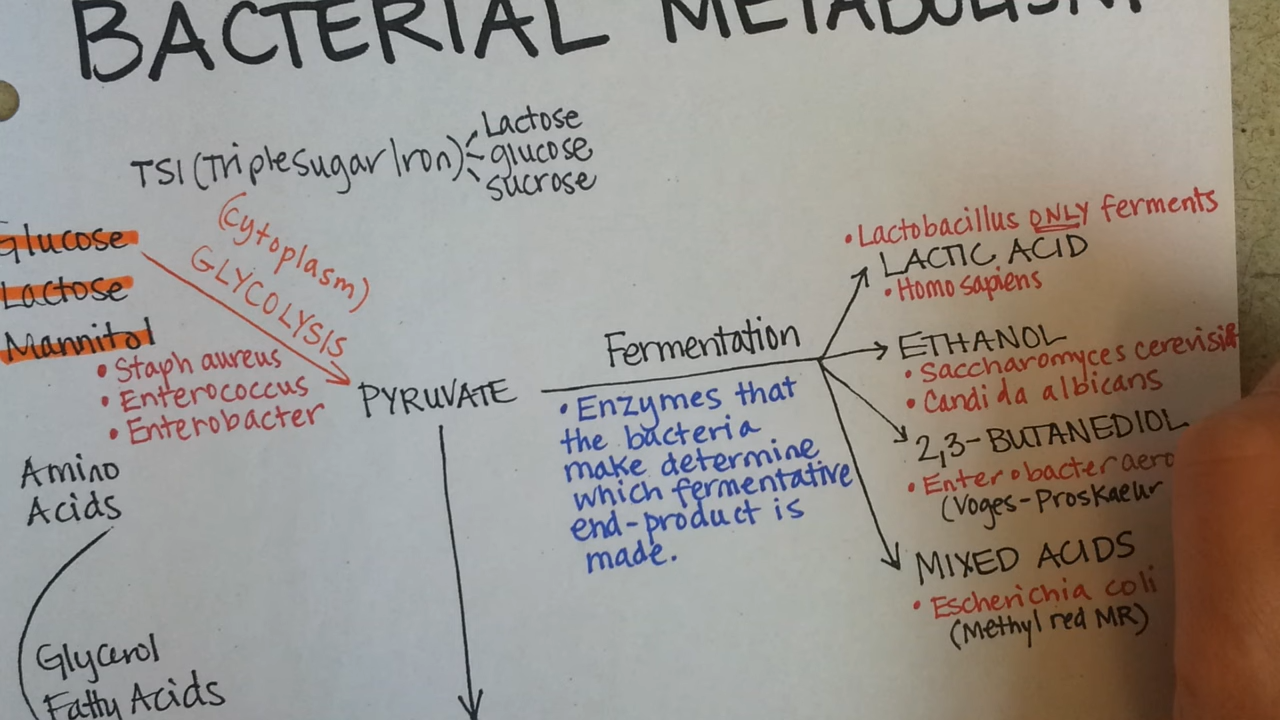 BACTERIAL METABOLISM
TSI (Triple Sugar Iron)
Lactose
glucose
sucrose
(cytoplasm)
GLYCOLYSIS
Glucose
Lactose
Mannitol
• Staph aureus
• Enterococcus
• Enterobacter
PYRUVATE
Fermentation
• Enzymes that
the bacteria
make determine
which fermentative
end-product is
made.
• Lactobacillus ONLY ferments
LACTIC ACID
• Homo sapiens
ETHANOL
• Saccharomyces
• Candida albicans
2,3-BUTANEDIOL
• Enterobacter aero
(Voges-Proskaeur
MIXED ACIDS
• Escherichia coli
(Methyl red MR)
Amino
Acids
Glycerol
Fatty Acids